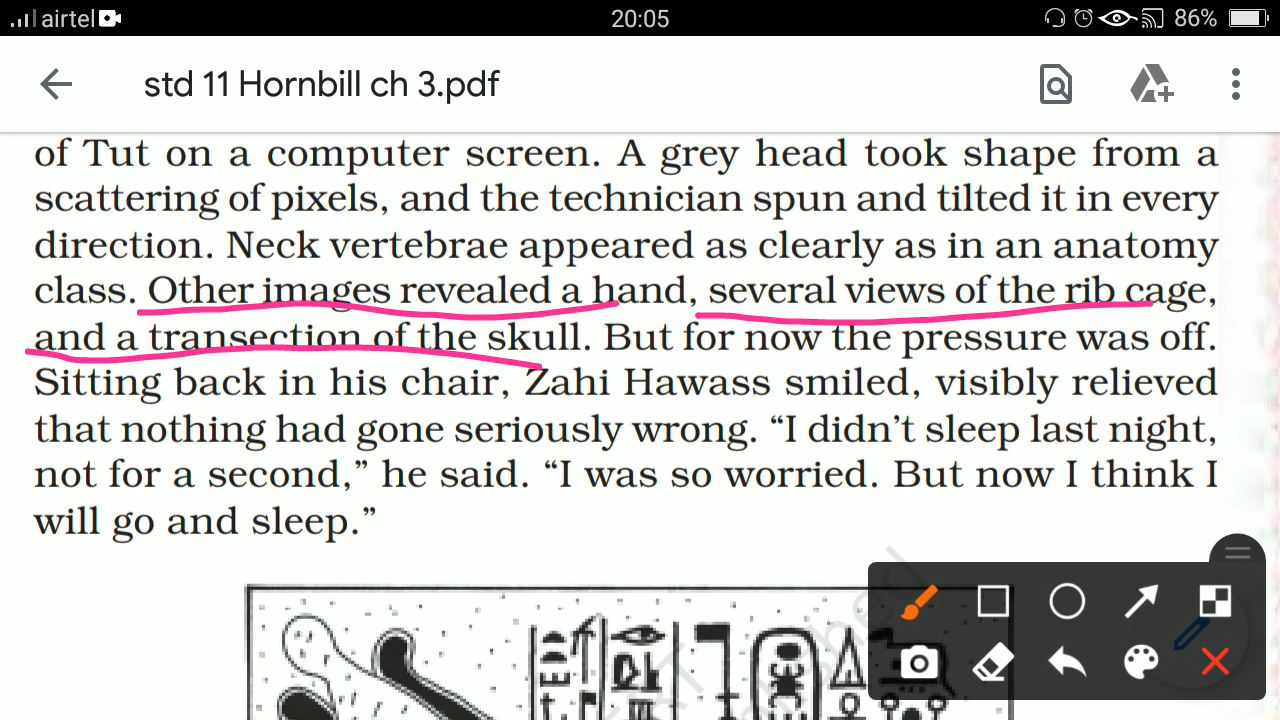 airtel 20:05 86%
std 11 Hornbill ch 3.pdf
of Tut on a computer screen. A grey head took shape from a
scattering of pixels, and the technician spun and tilted it in every
direction. Neck vertebrae appeared as clearly as in an anatomy
class. Other images revealed a hand, several views of the rib cage,
and a transection of the skull. But for now the pressure was off.
Sitting back in his chair, Zahi Hawass smiled, visibly relieved
that nothing had gone seriously wrong. “I didn’t sleep last night,
not for a second,” he said. “I was so worried. But now I think I
will go and sleep.”